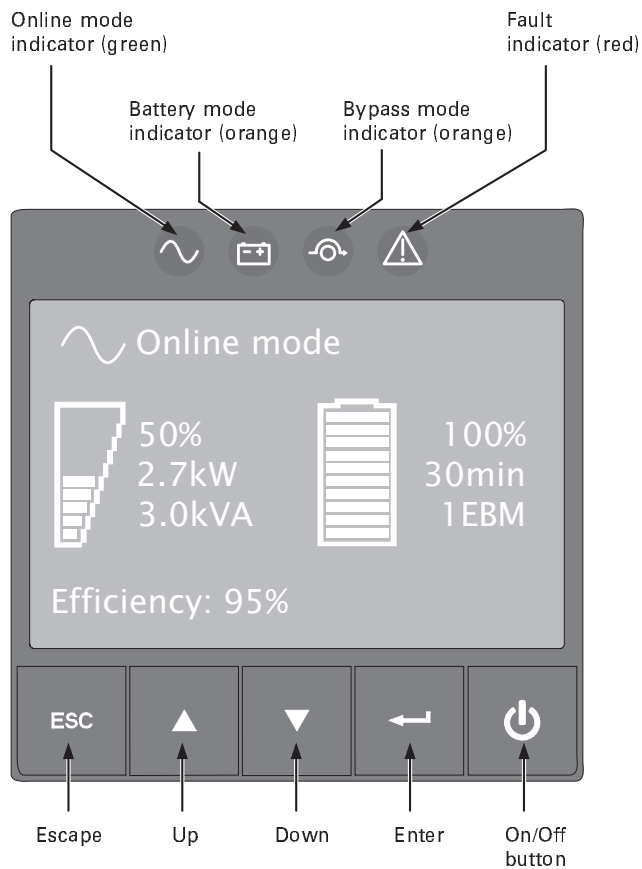 Online mode
indicator (green)
Fault
indicator (red)
Battery mode
indicator (orange)
Bypass mode
indicator (orange)
Online mode
50%
2.7kW
3.0kVA
100%
30min
1EBM
Efficiency: 95%
ESC
Escape
Up
Down
Enter
On/Off
button